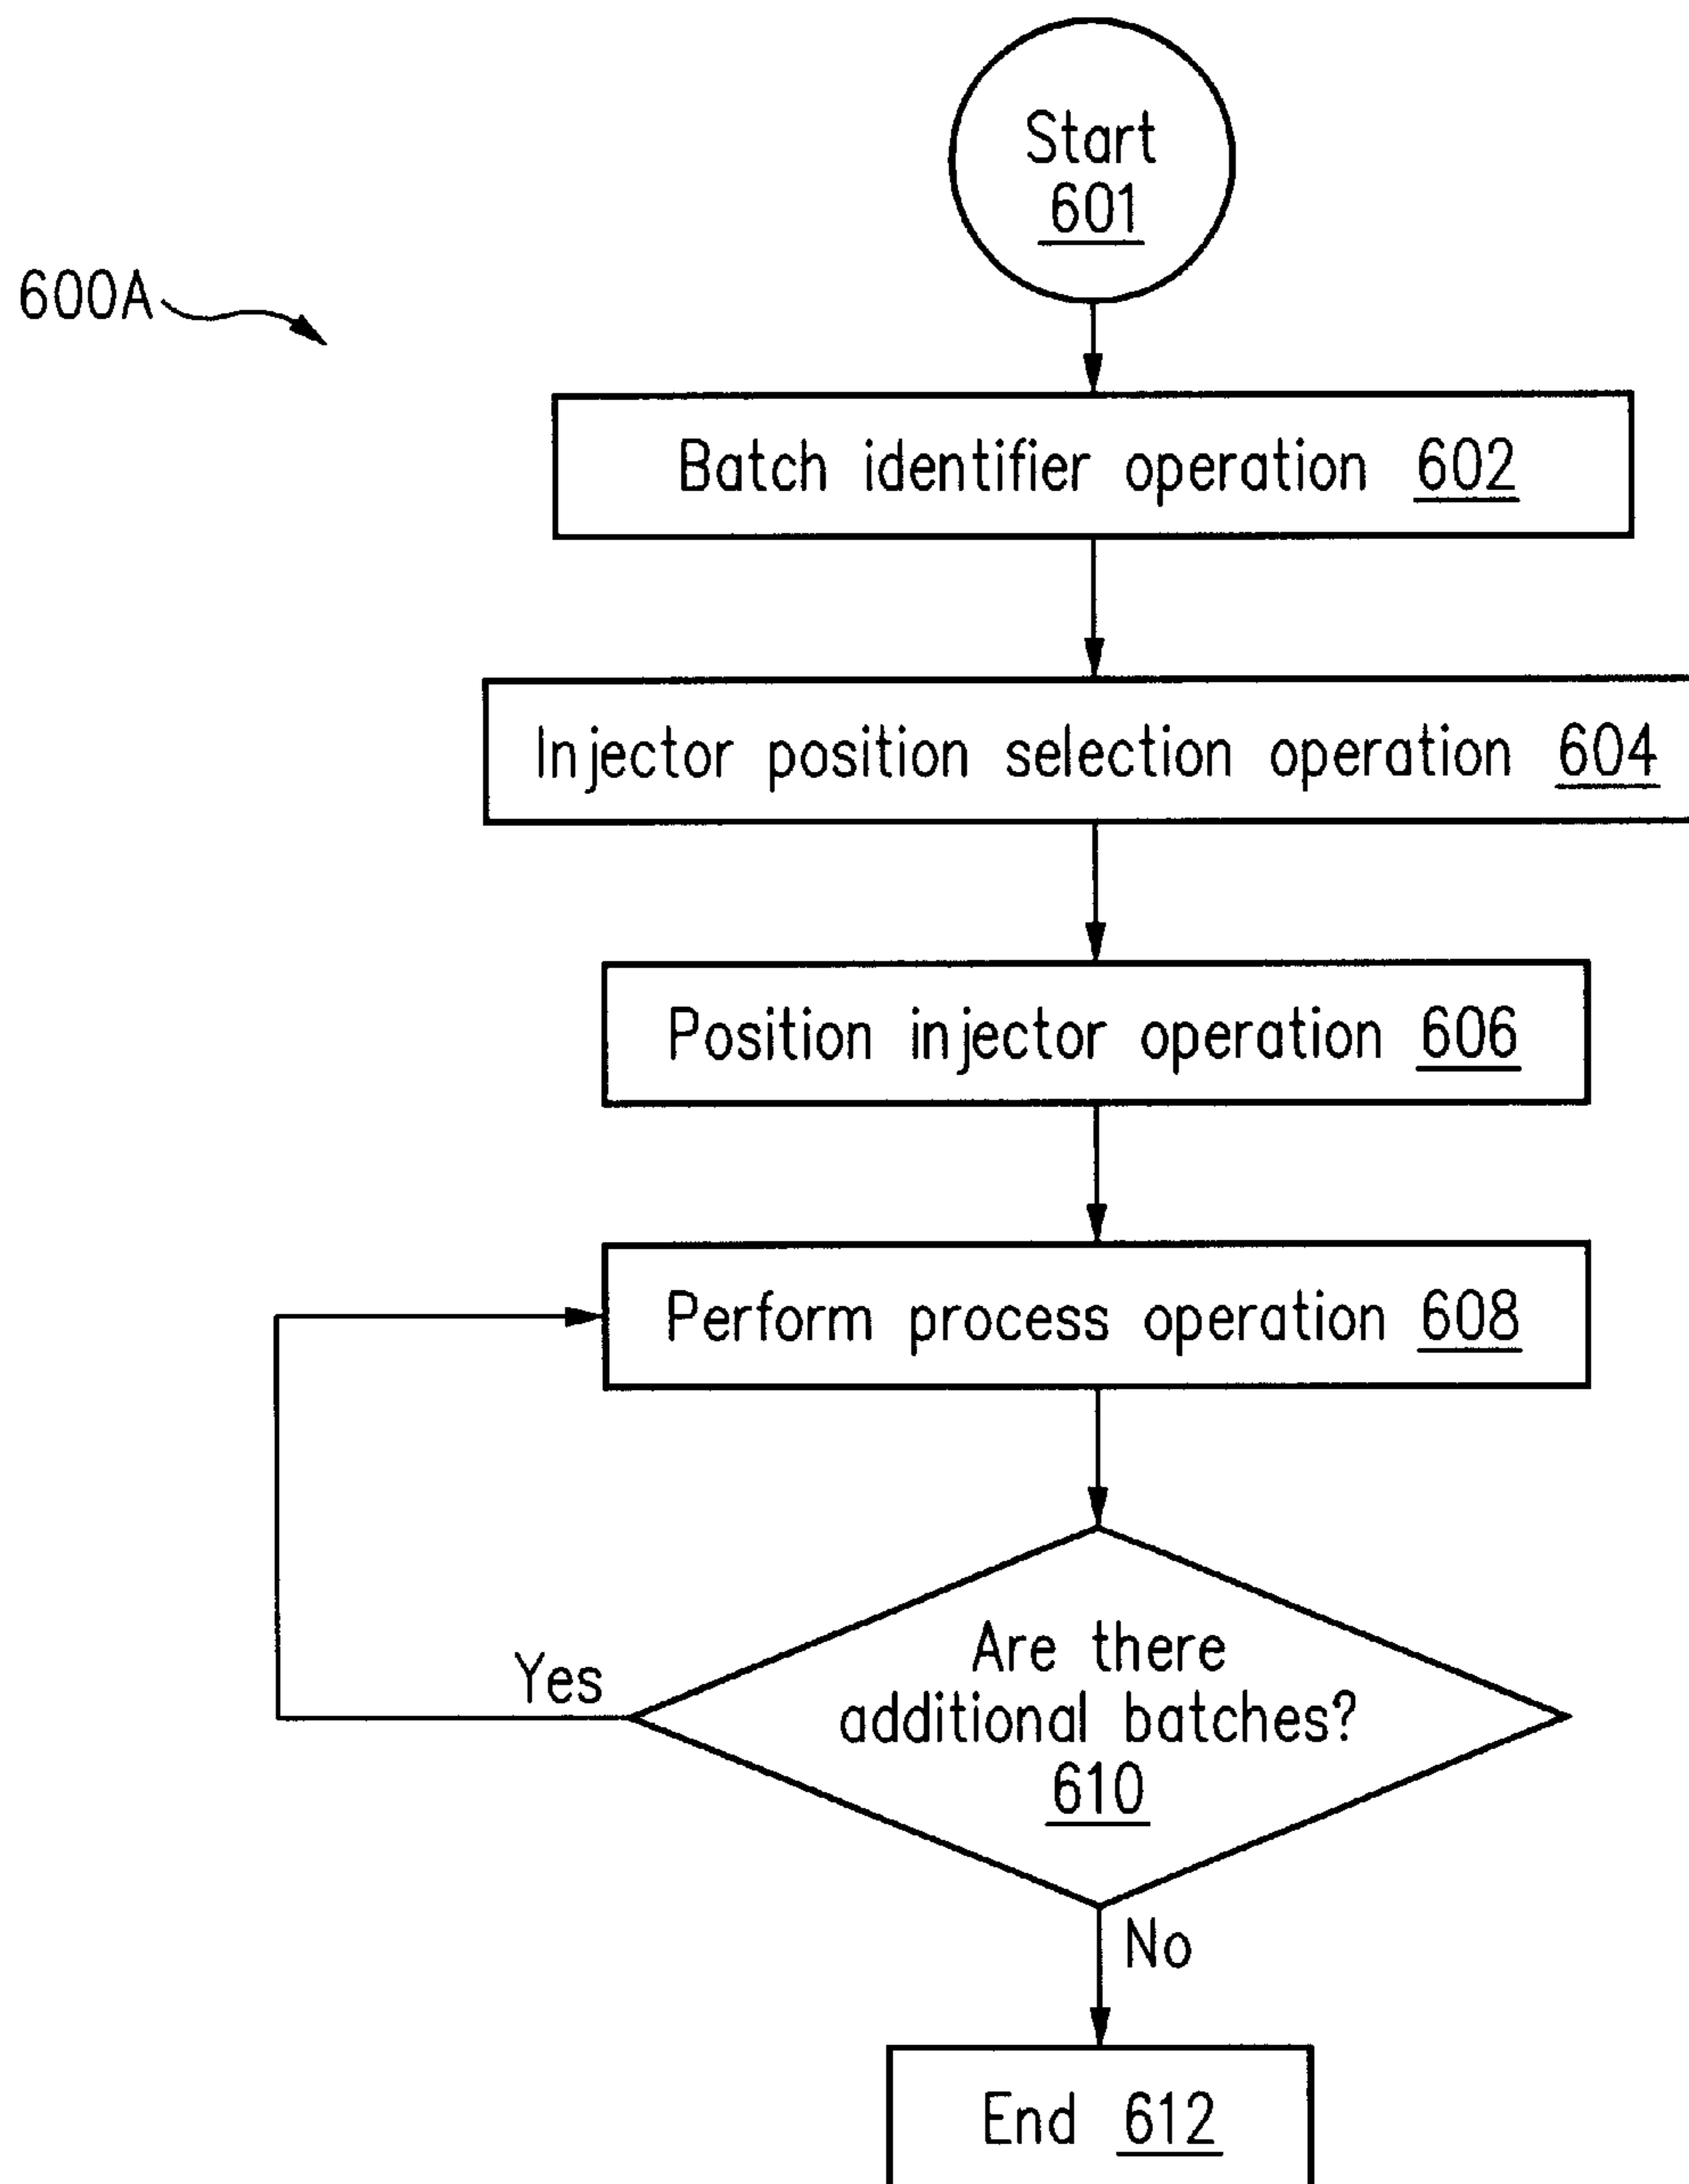 Start
601
600A
Batch identifier operation 602
Injector position selection operation 604
Position injector operation 606
Perform process operation 608
Yes
Are there
additional batches?
610
No
End 612